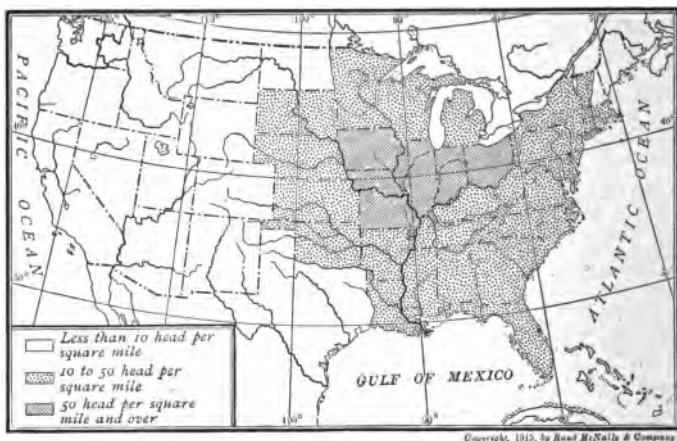 PACIFIC OCEAN
ATLANTIC OCEAN
GULF OF MEXICO
Less than 10 head per
square mile
10 to 50 head per
square mile
50 head per square
mile and over
Copyright, 1915, by Rand McNally & Company